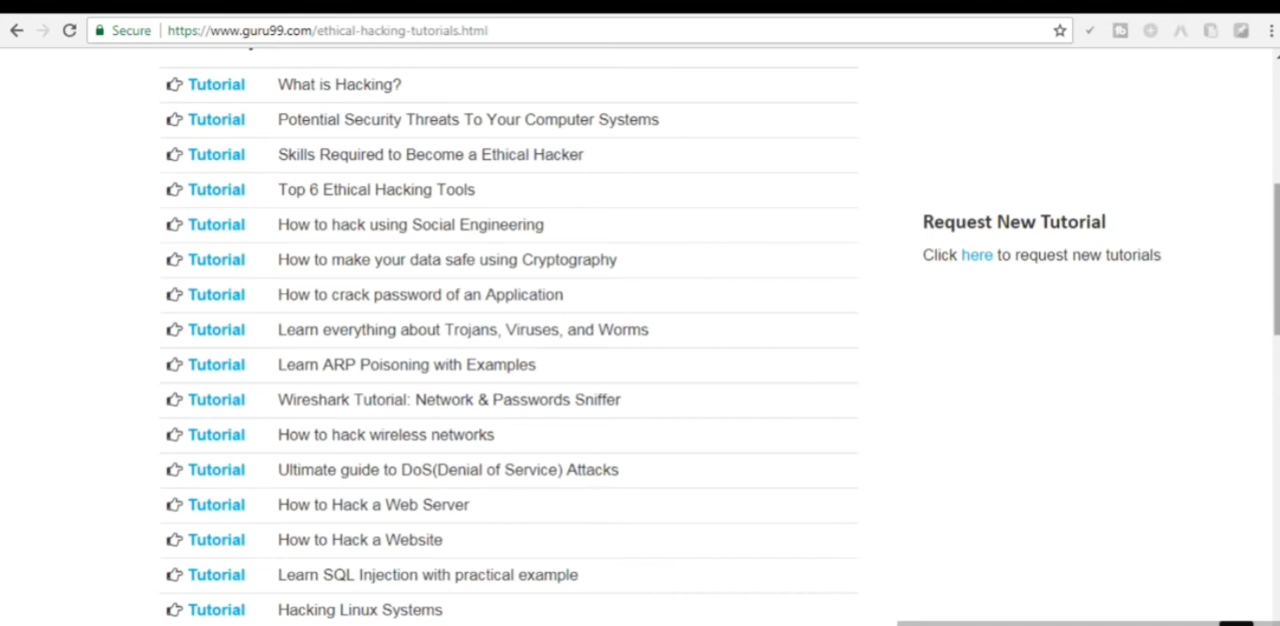 Secure https://www.guru99.com/ethical-hacking-tutorials.html
Tutorial What is Hacking?
Tutorial Potential Security Threats To Your Computer Systems
Tutorial Skills Required to Become a Ethical Hacker
Tutorial Top 6 Ethical Hacking Tools
Tutorial How to hack using Social Engineering
Tutorial How to make your data safe using Cryptography
Tutorial How to crack password of an Application
Tutorial Learn everything about Trojans, Viruses, and Worms
Tutorial Learn ARP Poisoning with Examples
Tutorial Wireshark Tutorial: Network & Passwords Sniffer
Tutorial How to hack wireless networks
Tutorial Ultimate guide to DoS(Denial of Service) Attacks
Tutorial How to Hack a Web Server
Tutorial How to Hack a Website
Tutorial Learn SQL Injection with practical example
Tutorial Hacking Linux Systems
Request New Tutorial
Click here to request new tutorials